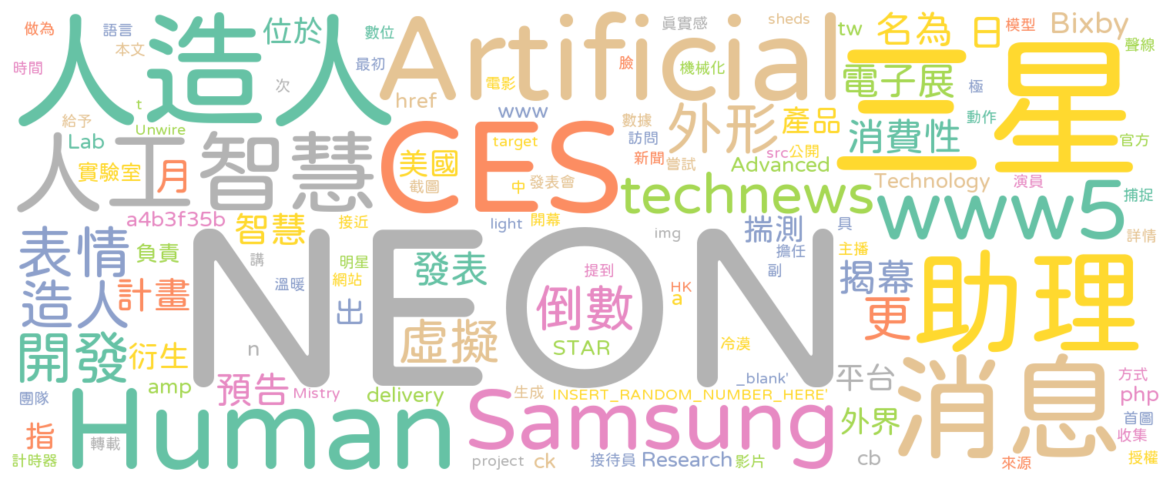 做為 語言 位於 數位 Artificial 真實感 sheds tw 名為 日 Bixby 模型
人造人 本文 最初 電影 臉 機械化 電子展 三星 聲線
時間 次 href www 外形 數據 產品 極 動作
給予 t Unwire Lab 訪問 消費性 官方
人工智慧 CES 美國 target 新聞 嘗試 src 公開
實驗室 月 截圖 中 發表會 technews Advanced Technology 演員 捕捉
a4b3f35b 智慧 接近 light 開幕 img 揣測 具 www5 詳情
表情 負責 講 明星 發表 提到 擔任 主播
造人 計畫 溫暖 網站 出 NEON 倒數 HK a 副 揭幕 更 助理
開發 衍生 n 虛擬 STAR 冷漠
團隊 amp 預告 Mistry delivery 生成 INSERT_RANDOM_NUMBER_HERE' _blank' 平台 消息 方式 php
指 轉載 Human Samsung 外界 首圖 收集
計時器 project ck 接待員 Research 影片 cb 來源 授權